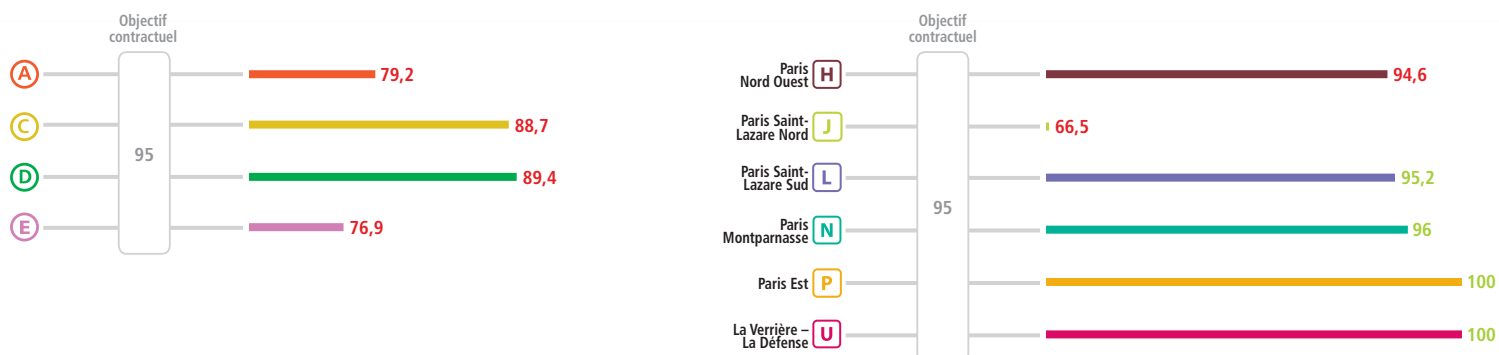 Objectif
contractuel
A
79,2
C
88,7
95
D
89,4
E
76,9
Objectif
contractuel
Paris
Nord Ouest
H
94,6
Paris Saint-
Lazare Nord
J
66,5
Paris Saint-
Lazare Sud
L
95,2
95
Paris
Montparnasse
N
96
Paris Est
P
100
La Verrière –
La Défense
U
100